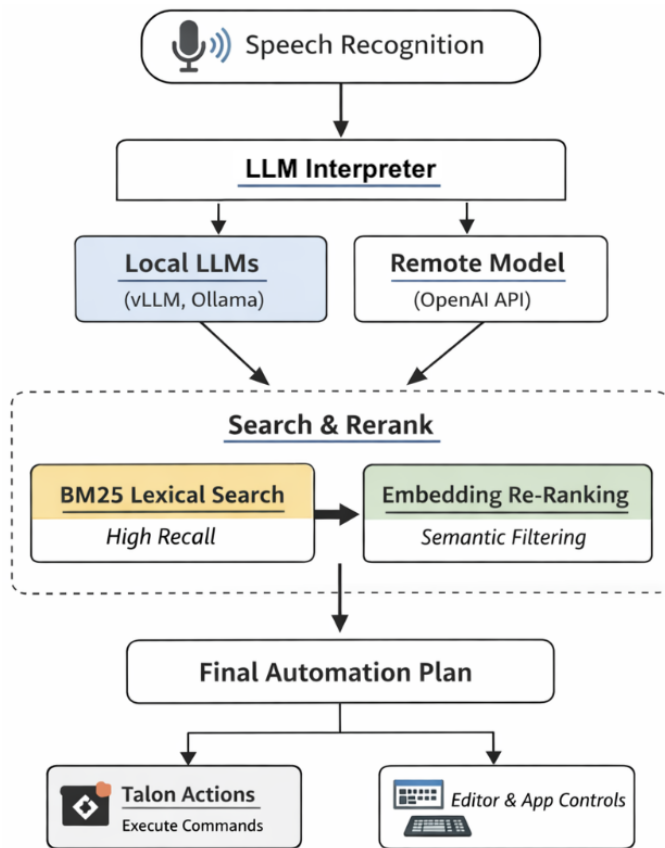 Speech Recognition
LLM Interpreter
Local LLMs
(vLLM, Ollama)
Remote Model
(OpenAI API)
Search & Rerank
BM25 Lexical Search
High Recall
Embedding Re-Ranking
Semantic Filtering
Final Automation Plan
Talon Actions
Execute Commands
Editor & App Controls